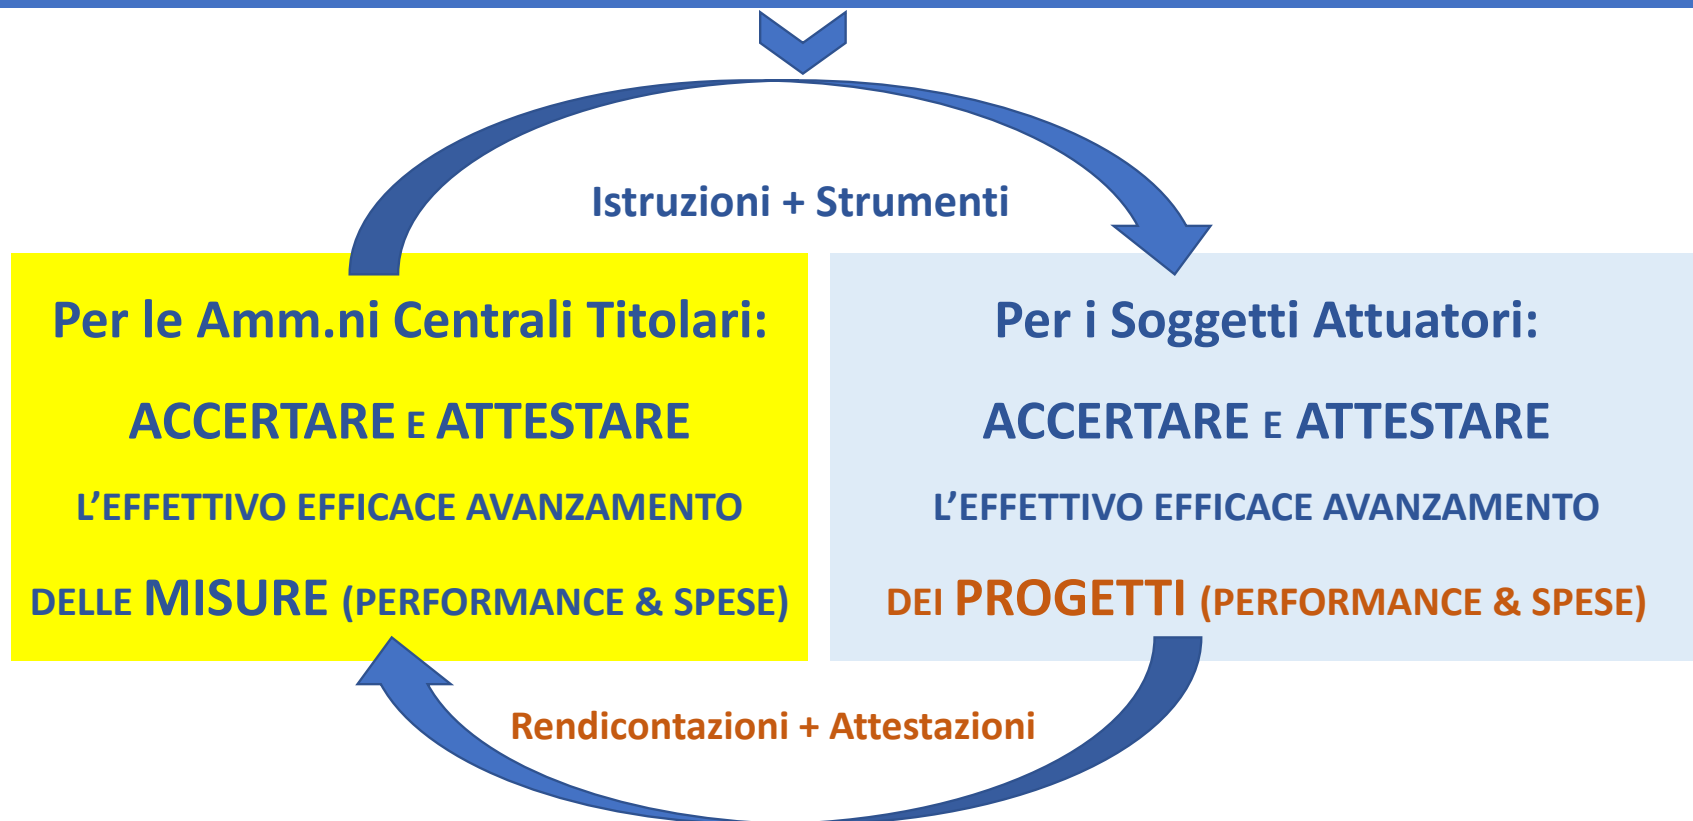 Istruzioni + Strumenti
Per le Amm.ni Centrali Titolari:
ACCERTARE E ATTESTARE
L’EFFETTIVO EFFICACE AVANZAMENTO
DELLE MISURE (PERFORMANCE & SPESE)
Per i Soggetti Attuatori:
ACCERTARE E ATTESTARE
L’EFFETTIVO EFFICACE AVANZAMENTO
DEI PROGETTI (PERFORMANCE & SPESE)
Rendicontazioni + Attestazioni